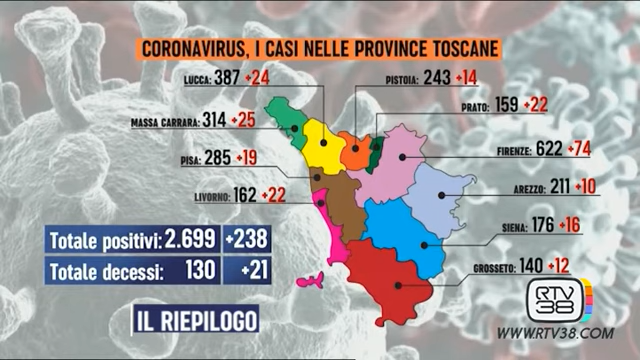 CORONAVIRUS, I CASI NELLE PROVINCE TOSCANE
LUCCA: 387 +24
PISTOIA: 243 +14
PRATO: 159 +22
MASSA CARRARA: 314 +25
FIRENZE: 622 +74
PISA: 285 +19
AREZZO: 211 +10
LIVORNO: 162 +22
SIENA: 176 +16
Totale positivi: 2.699 +238
Totale decessi: 130 +21
GROSSETO: 140 +12
IL RIEPILOGO
RTV
38
WWW.RTV38.COM